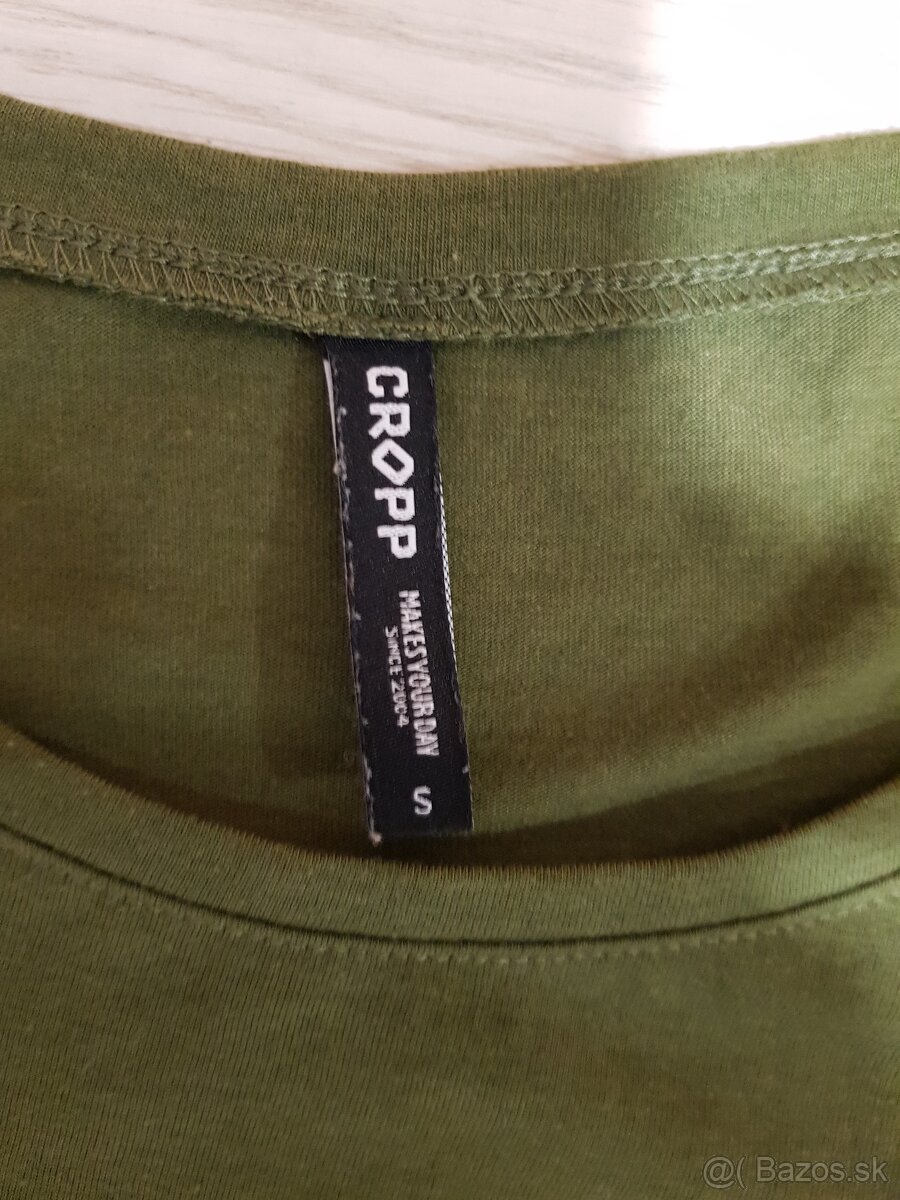 CROPP
MAKES YOUR DAY
SINCE 2004
S
@( Bazos.sk